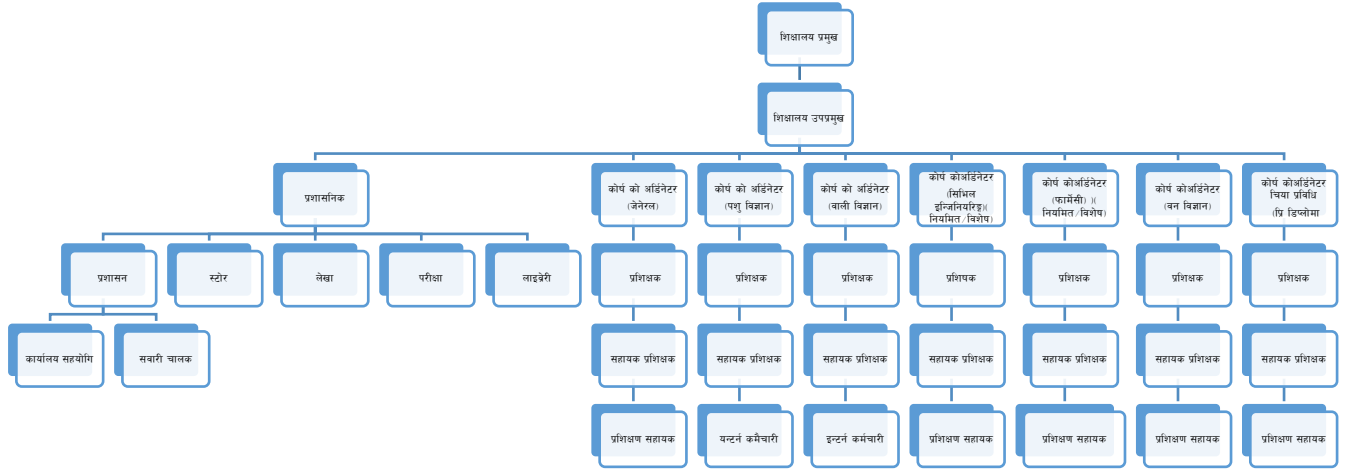 शिक्षालय प्रमुख
शिक्षालय उपप्रमुख
प्रशासनिक
कोर्ष को अर्डिनेटर
(जेनेरल)
कोर्ष को अर्डिनेटर
(पशु विज्ञान)
कोर्ष को अर्डिनेटर
(वाली विज्ञान)
कोर्ष कोअर्डिनेटर
(सिभिल
इन्जिनियरिङ्ग)(
नियमित/विशेष)
कोर्ष कोअर्डिनेटर
(फार्मेसी) )(
नियमित/विशेष)
कोर्ष कोअर्डिनेटर
(वन विज्ञान)
कोर्ष कोअर्डिनेटर
चिया प्रविधि
(प्रि डिप्लोमा
प्रशासन
स्टोर
लेखा
परीक्षा
लाइब्रेरी
प्रशिक्षक
प्रशिक्षक
प्रशिक्षक
प्रशिषक
प्रशिक्षक
प्रशिक्षक
प्रशिक्षक
कार्यालय सहयोगि
सवारी चालक
सहायक प्रशिक्षक
सहायक प्रशिक्षक
सहायक प्रशिक्षक
सहायक प्रशिक्षक
सहायक प्रशिक्षक
सहायक प्रशिक्षक
सहायक प्रशिक्षक
प्रशिक्षण सहायक
यन्टर्न कर्मैचारी
इन्टर्न कर्मचारी
प्रशिक्षण सहायक
प्रशिक्षण सहायक
प्रशिक्षण सहायक
प्रशिक्षण सहायक